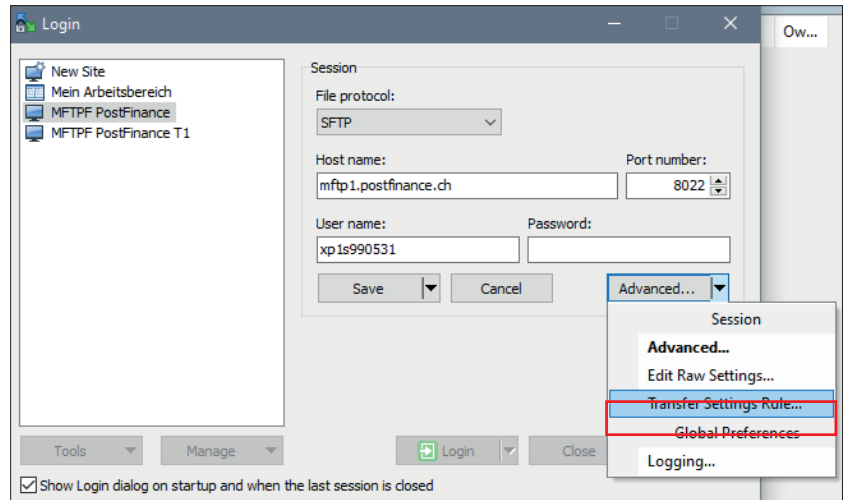 Login
Ow...
New Site
Mein Arbeitsbereich
MFTPF PostFinance
MFTPF PostFinance T1
Session
File protocol:
SFTP
Host name:
Port number:
mftp1.postfinance.ch
8022
User name:
Password:
xp1s990531
Save
Cancel
Advanced...
Session
Advanced...
Edit Raw Settings...
Transfer Settings Rule...
Global Preferences
Logging...
Tools
Manage
Login
Close
Show Login dialog on startup and when the last session is closed